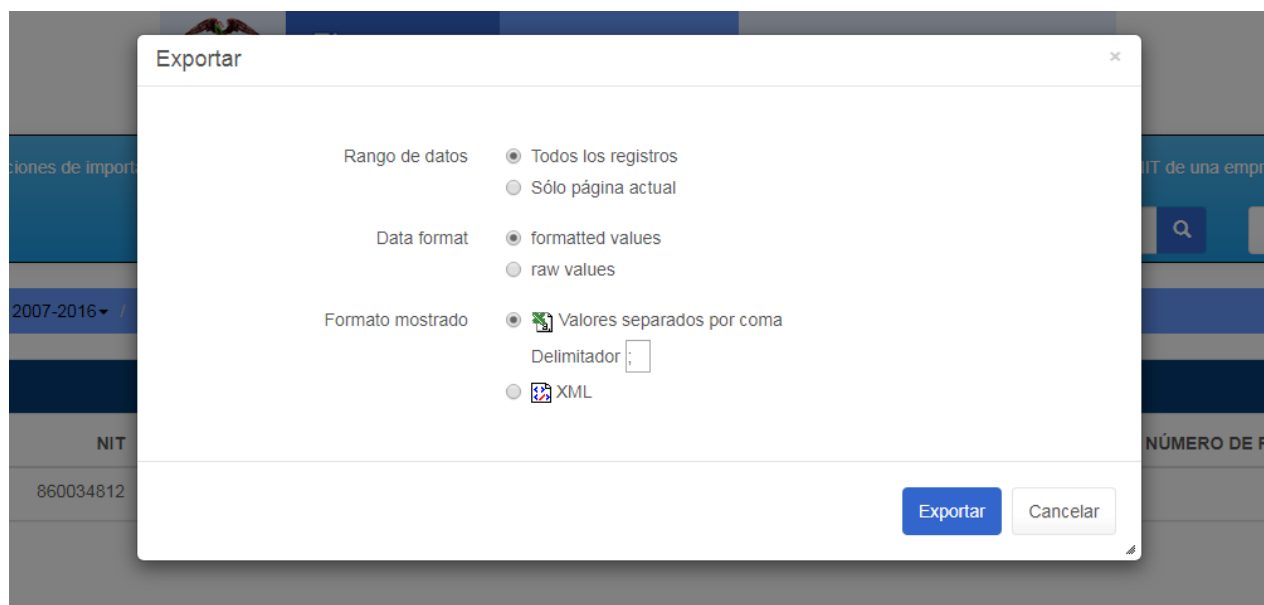 Exportar ×
Rango de datos Todos los registros
Sólo página actual
ciones de import
NIT de una empr
Data format formatted values
raw values
2007-2016 /
Formato mostrado Valores separados por coma
Delimitador ;
XML
NIT
NÚMERO DE
860034812
Exportar Cancelar